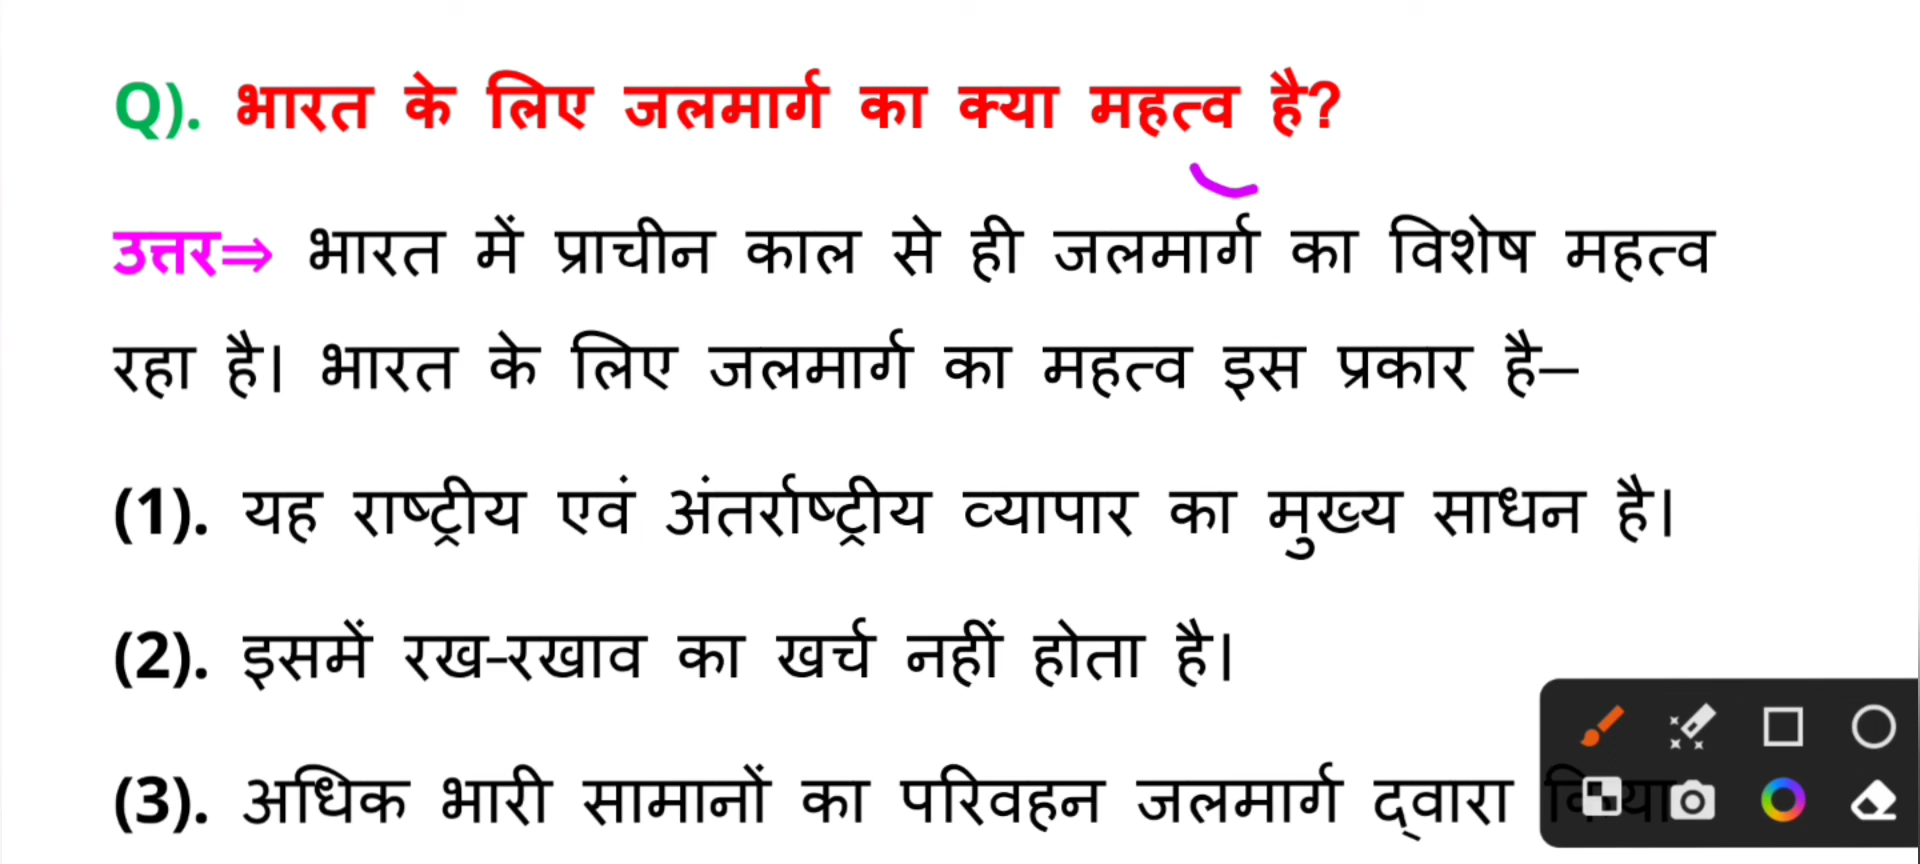 Q). भारत के लिए जलमार्ग का क्या महत्व है?
उत्तर⇒ भारत में प्राचीन काल से ही जलमार्ग का विशेष महत्व
रहा है। भारत के लिए जलमार्ग का महत्व इस प्रकार है–
(1). यह राष्ट्रीय एवं अंतर्राष्ट्रीय व्यापार का मुख्य साधन है।
(2). इसमें रख-रखाव का खर्च नहीं होता है।
(3). अधिक भारी सामानों का परिवहन जलमार्ग द्वारा